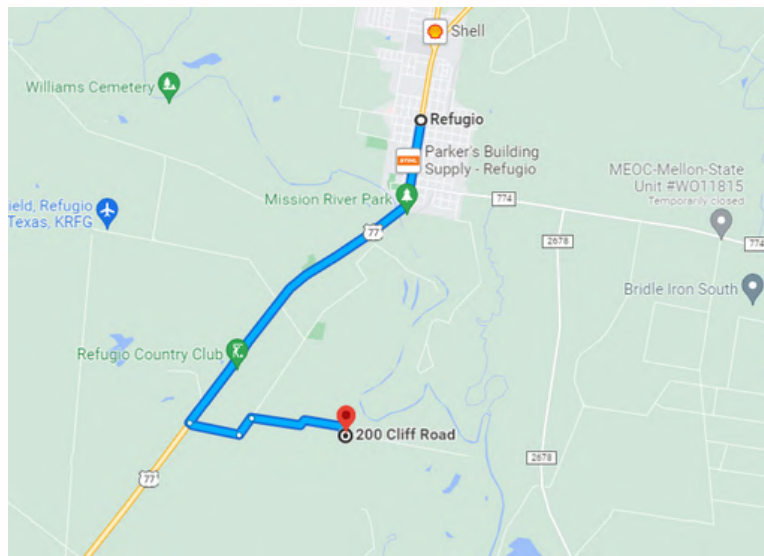 Shell
Williams Cemetery
Refugio
STIHL
Parker's Building
Supply - Refugio
MEOC-Mellon-State
Unit #WO11815
Temporarily closed
Mission River Park
774
ield, Refugio
Texas, KRFG
77
2678
774
Bridle Iron South
Refugio Country Club
200 Cliff Road
2678
77